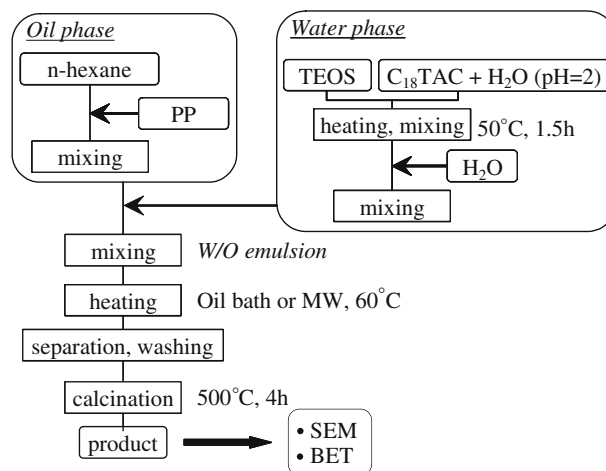 Oil phase
n-hexane
PP
mixing
Water phase
TEOS
C₁₈TAC + H₂O (pH=2)
heating, mixing
50°C, 1.5h
H₂O
mixing
mixing
W/O emulsion
heating
Oil bath or MW, 60°C
separation, washing
calcination
500°C, 4h
product
• SEM
• BET